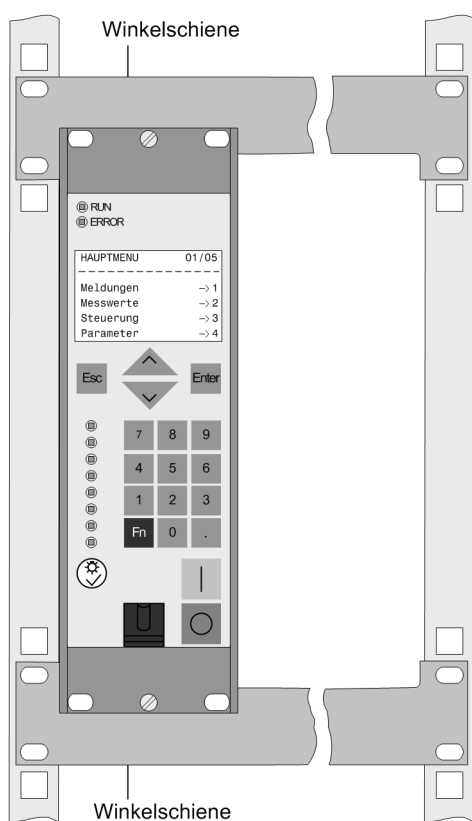 Winkelschiene
RUN
ERROR
HAUPTMENU 01/05
Meldungen –> 1
Messwerte –> 2
Steuerung –> 3
Parameter –> 4
Esc Enter
7 8 9
4 5 6
1 2 3
Fn 0 .
Winkelschiene